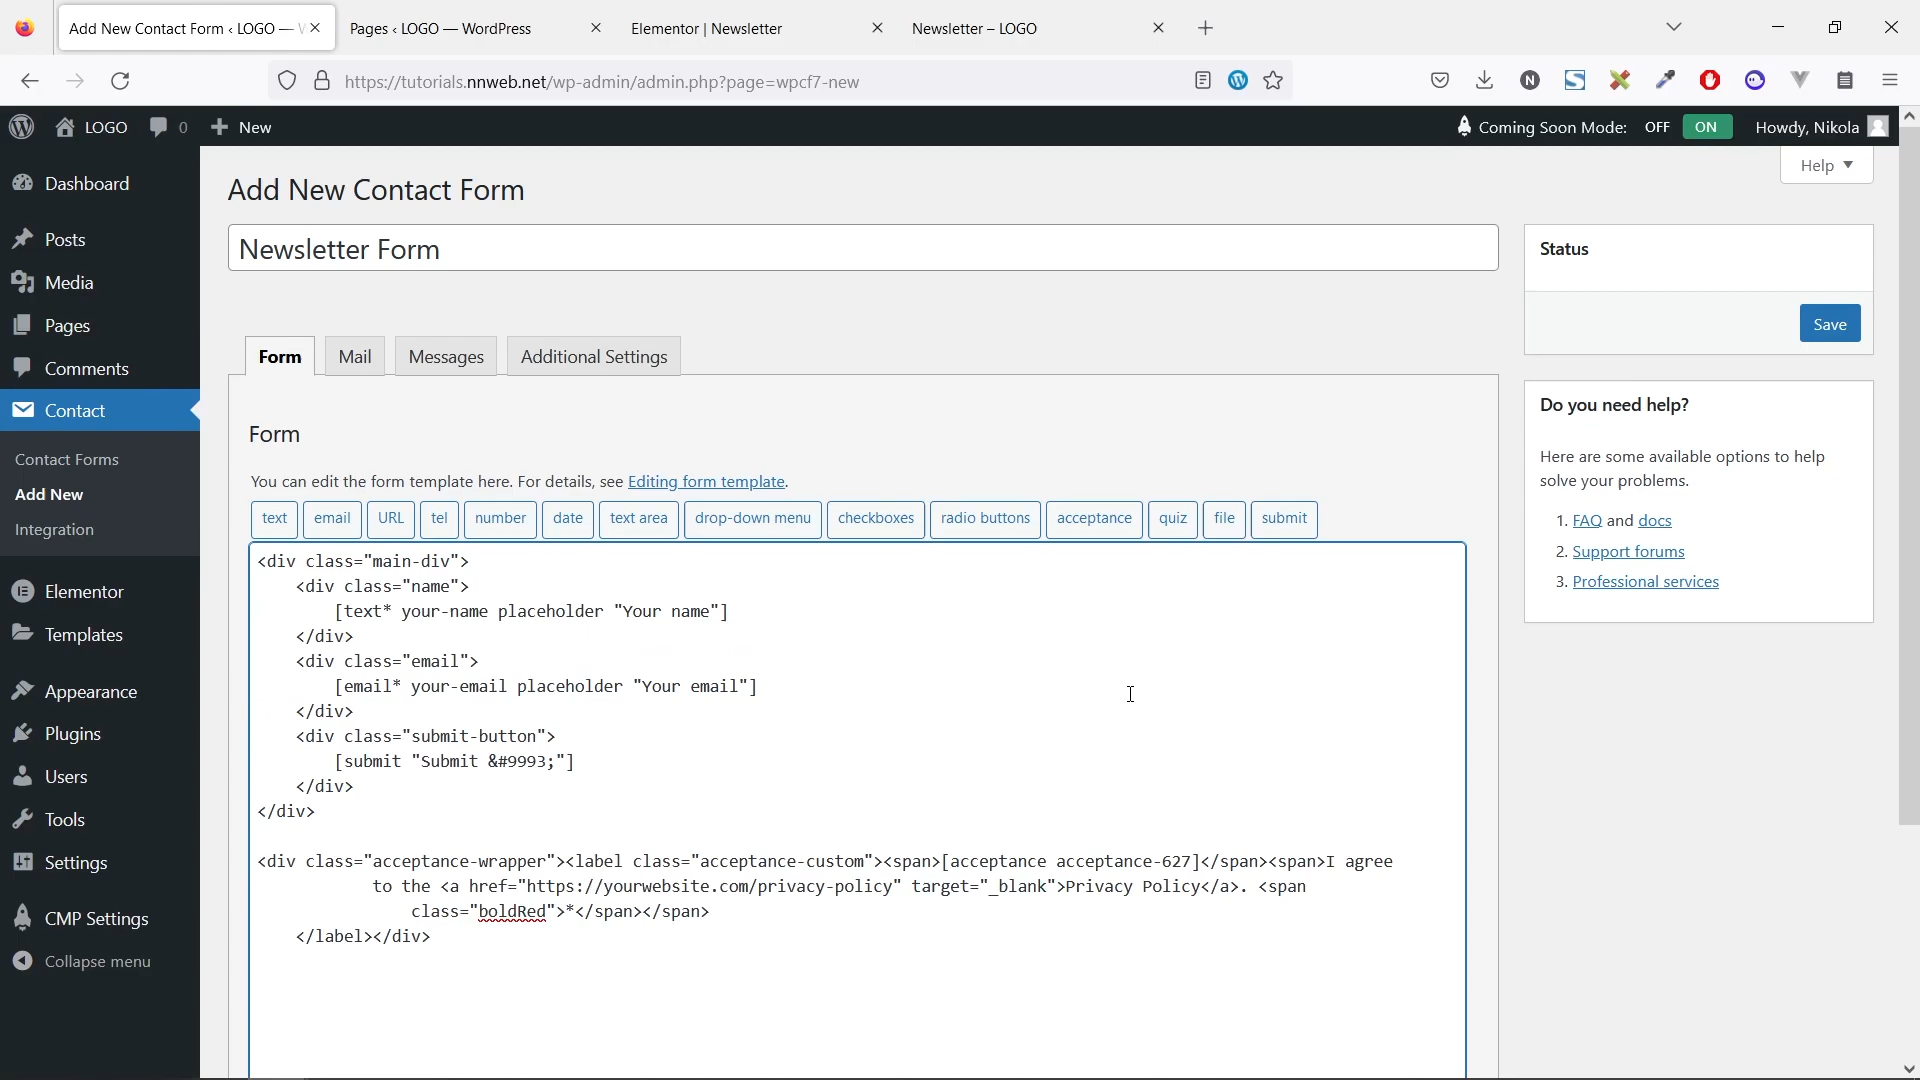 Add New Contact Form ‹ LOGO — W
Pages ‹ LOGO — WordPress
Elementor | Newsletter
Newsletter – LOGO
https://tutorials.nnweb.net/wp-admin/admin.php?page=wpcf7-new
LOGO
0
New
Coming Soon Mode:
OFF
ON
Howdy, Nikola
Help
Dashboard
Posts
Media
Pages
Comments
Contact
Contact Forms
Add New
Integration
Elementor
Templates
Appearance
Plugins
Users
Tools
Settings
CMP Settings
Collapse menu
Add New Contact Form
Newsletter Form
Form
Mail
Messages
Additional Settings
Form
You can edit the form template here. For details, see Editing form template.
text
email
URL
tel
number
date
text area
drop-down menu
checkboxes
radio buttons
acceptance
quiz
file
submit
<div class="main-div">
<div class="name">
[text* your-name placeholder "Your name"]
</div>
<div class="email">
[email* your-email placeholder "Your email"]
</div>
<div class="submit-button">
[submit "Submit &#9993;"]
</div>
</div>
<div class="acceptance-wrapper"><label class="acceptance-custom"><span>[acceptance acceptance-627]</span><span>I agree
to the <a href="https://yourwebsite.com/privacy-policy" target="_blank">Privacy Policy</a>. <span
class="boldRed">*</span></span>
</label></div>
Status
Save
Do you need help?
Here are some available options to help
solve your problems.
1. FAQ and docs
2. Support forums
3. Professional services